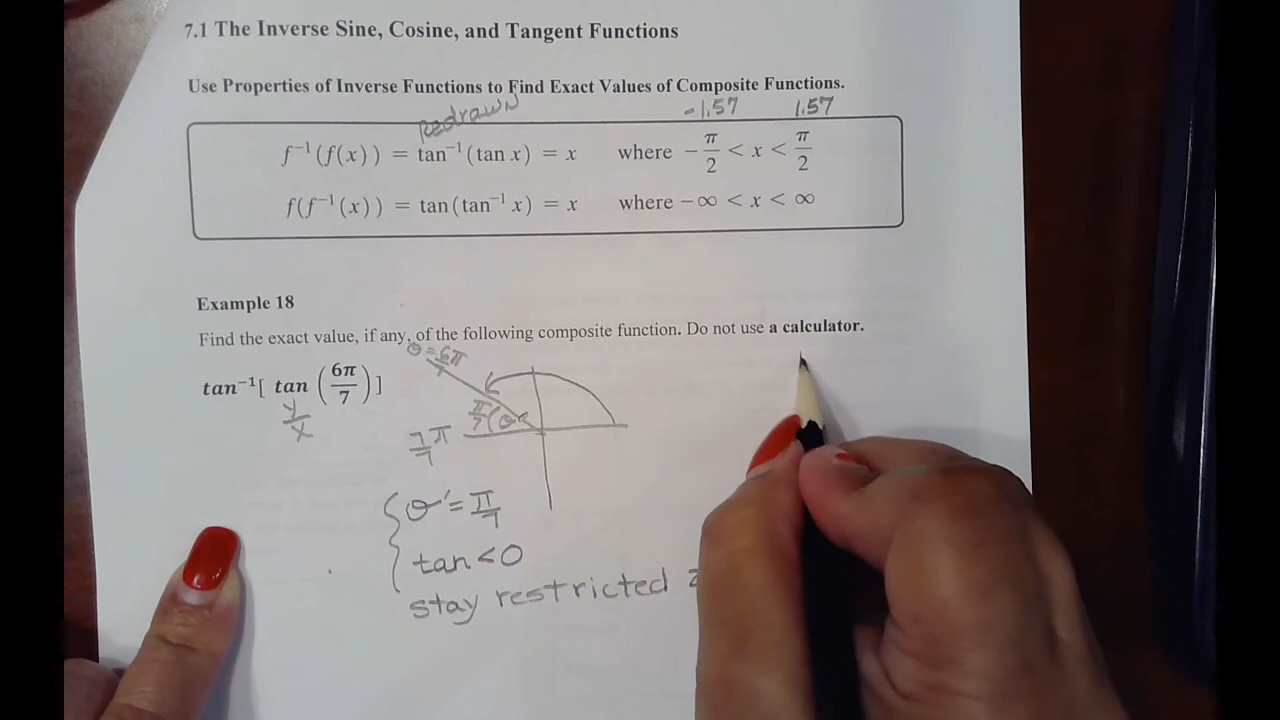 7.1 The Inverse Sine, Cosine, and Tangent Functions
Use Properties of Inverse Functions to Find Exact Values of Composite Functions.
Redrawn
-1.57 1.57
f⁻¹(f(x)) = tan⁻¹(tan x) = x where -π/2 < x < π/2
f(f⁻¹(x)) = tan(tan⁻¹ x) = x where -∞ < x < ∞
Example 18
Find the exact value, if any, of the following composite function. Do not use a calculator.
θ = 6π/7
tan⁻¹[ tan (6π/7) ]
y/x
π/7
7/7 π
θ' = π/7
tan < 0
stay restricted